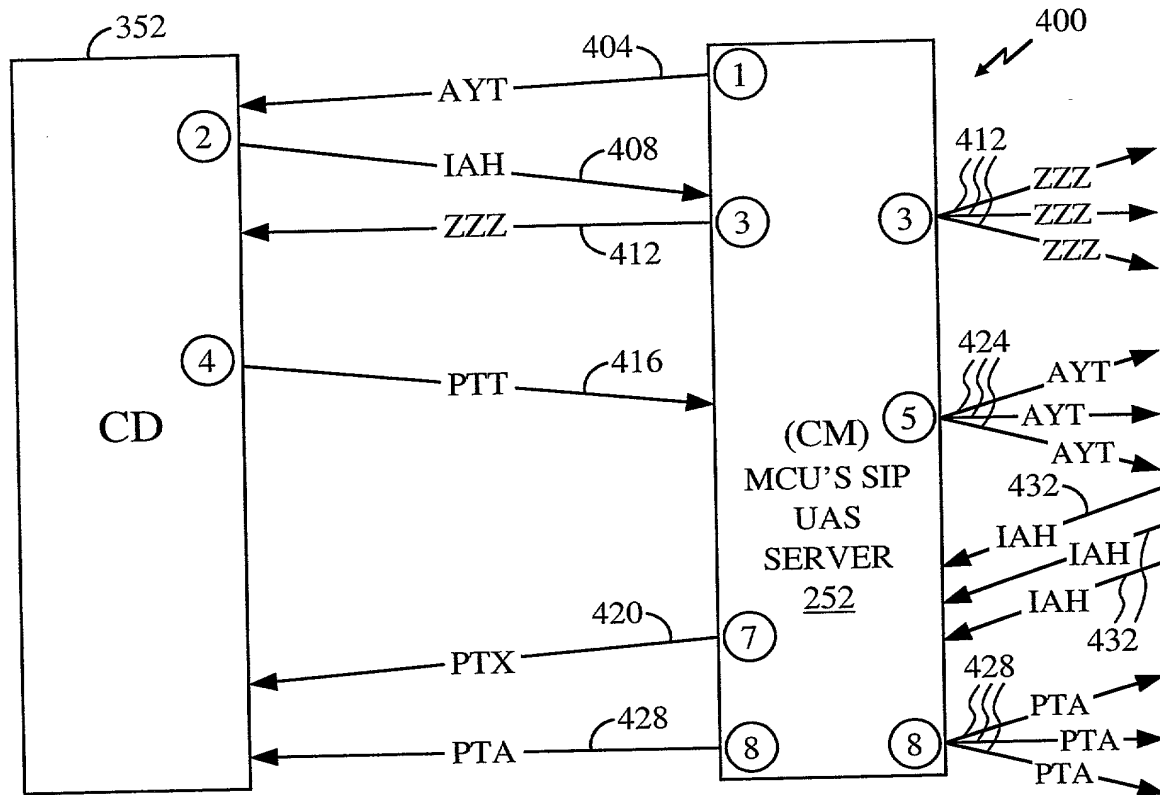 352
404
400
1
AYT
2
IAH
408
412
ZZZ
ZZZ
ZZZ
3
3
ZZZ
412
4
PTT
416
424
AYT
AYT
AYT
5
CD
(CM)
MCU'S SIP
UAS
SERVER
252
432
IAH
IAH
IAH
432
420
7
PTX
428
PTA
PTA
PTA
8
8
PTA
428